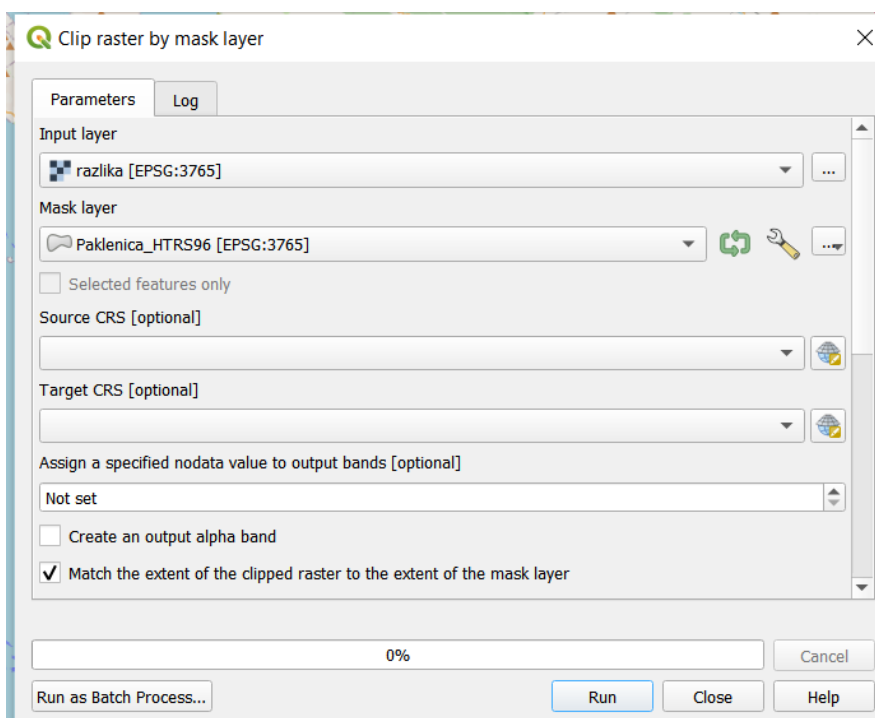 Clip raster by mask layer
Parameters
Log
Input layer
razlika [EPSG:3765]
...
Mask layer
Paklenica_HTRS96 [EPSG:3765]
...
Selected features only
Source CRS [optional]
Target CRS [optional]
Assign a specified nodata value to output bands [optional]
Not set
Create an output alpha band
Match the extent of the clipped raster to the extent of the mask layer
0%
Cancel
Run as Batch Process...
Run
Close
Help